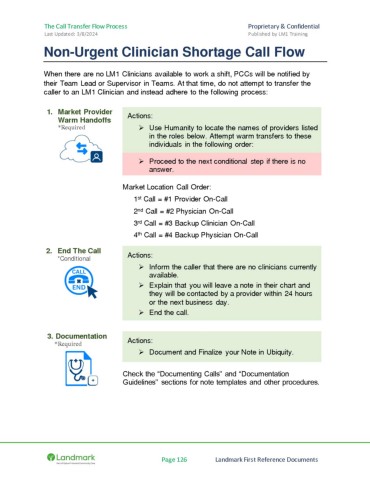 The Call Transfer Flow Process
Proprietary & Confidential
Last Updated: 3/8/2024
Published by LM1 Training
Non-Urgent Clinician Shortage Call Flow
When there are no LM1 Clinicians available to work a shift, PCCs will be notified by
their Team Lead or Supervisor in Teams. At that time, do not attempt to transfer the
caller to an LM1 Clinician and instead adhere to the following process:
1. Market Provider
Warm Handoffs
*Required
Actions:
➢ Use Humanity to locate the names of providers listed
in the roles below. Attempt warm transfers to these
individuals in the following order:
➢ Proceed to the next conditional step if there is no
answer.
Market Location Call Order:
1st Call = #1 Provider On-Call
2nd Call = #2 Physician On-Call
3rd Call = #3 Backup Clinician On-Call
4th Call = #4 Backup Physician On-Call
2. End The Call
*Conditional
CALL
END
Actions:
➢ Inform the caller that there are no clinicians currently
available.
➢ Explain that you will leave a note in their chart and
they will be contacted by a provider within 24 hours
or the next business day.
➢ End the call.
3. Documentation
*Required
Actions:
➢ Document and Finalize your Note in Ubiquity.
Check the “Documenting Calls” and “Documentation
Guidelines” sections for note templates and other procedures.
Landmark
Page 126
Landmark First Reference Documents